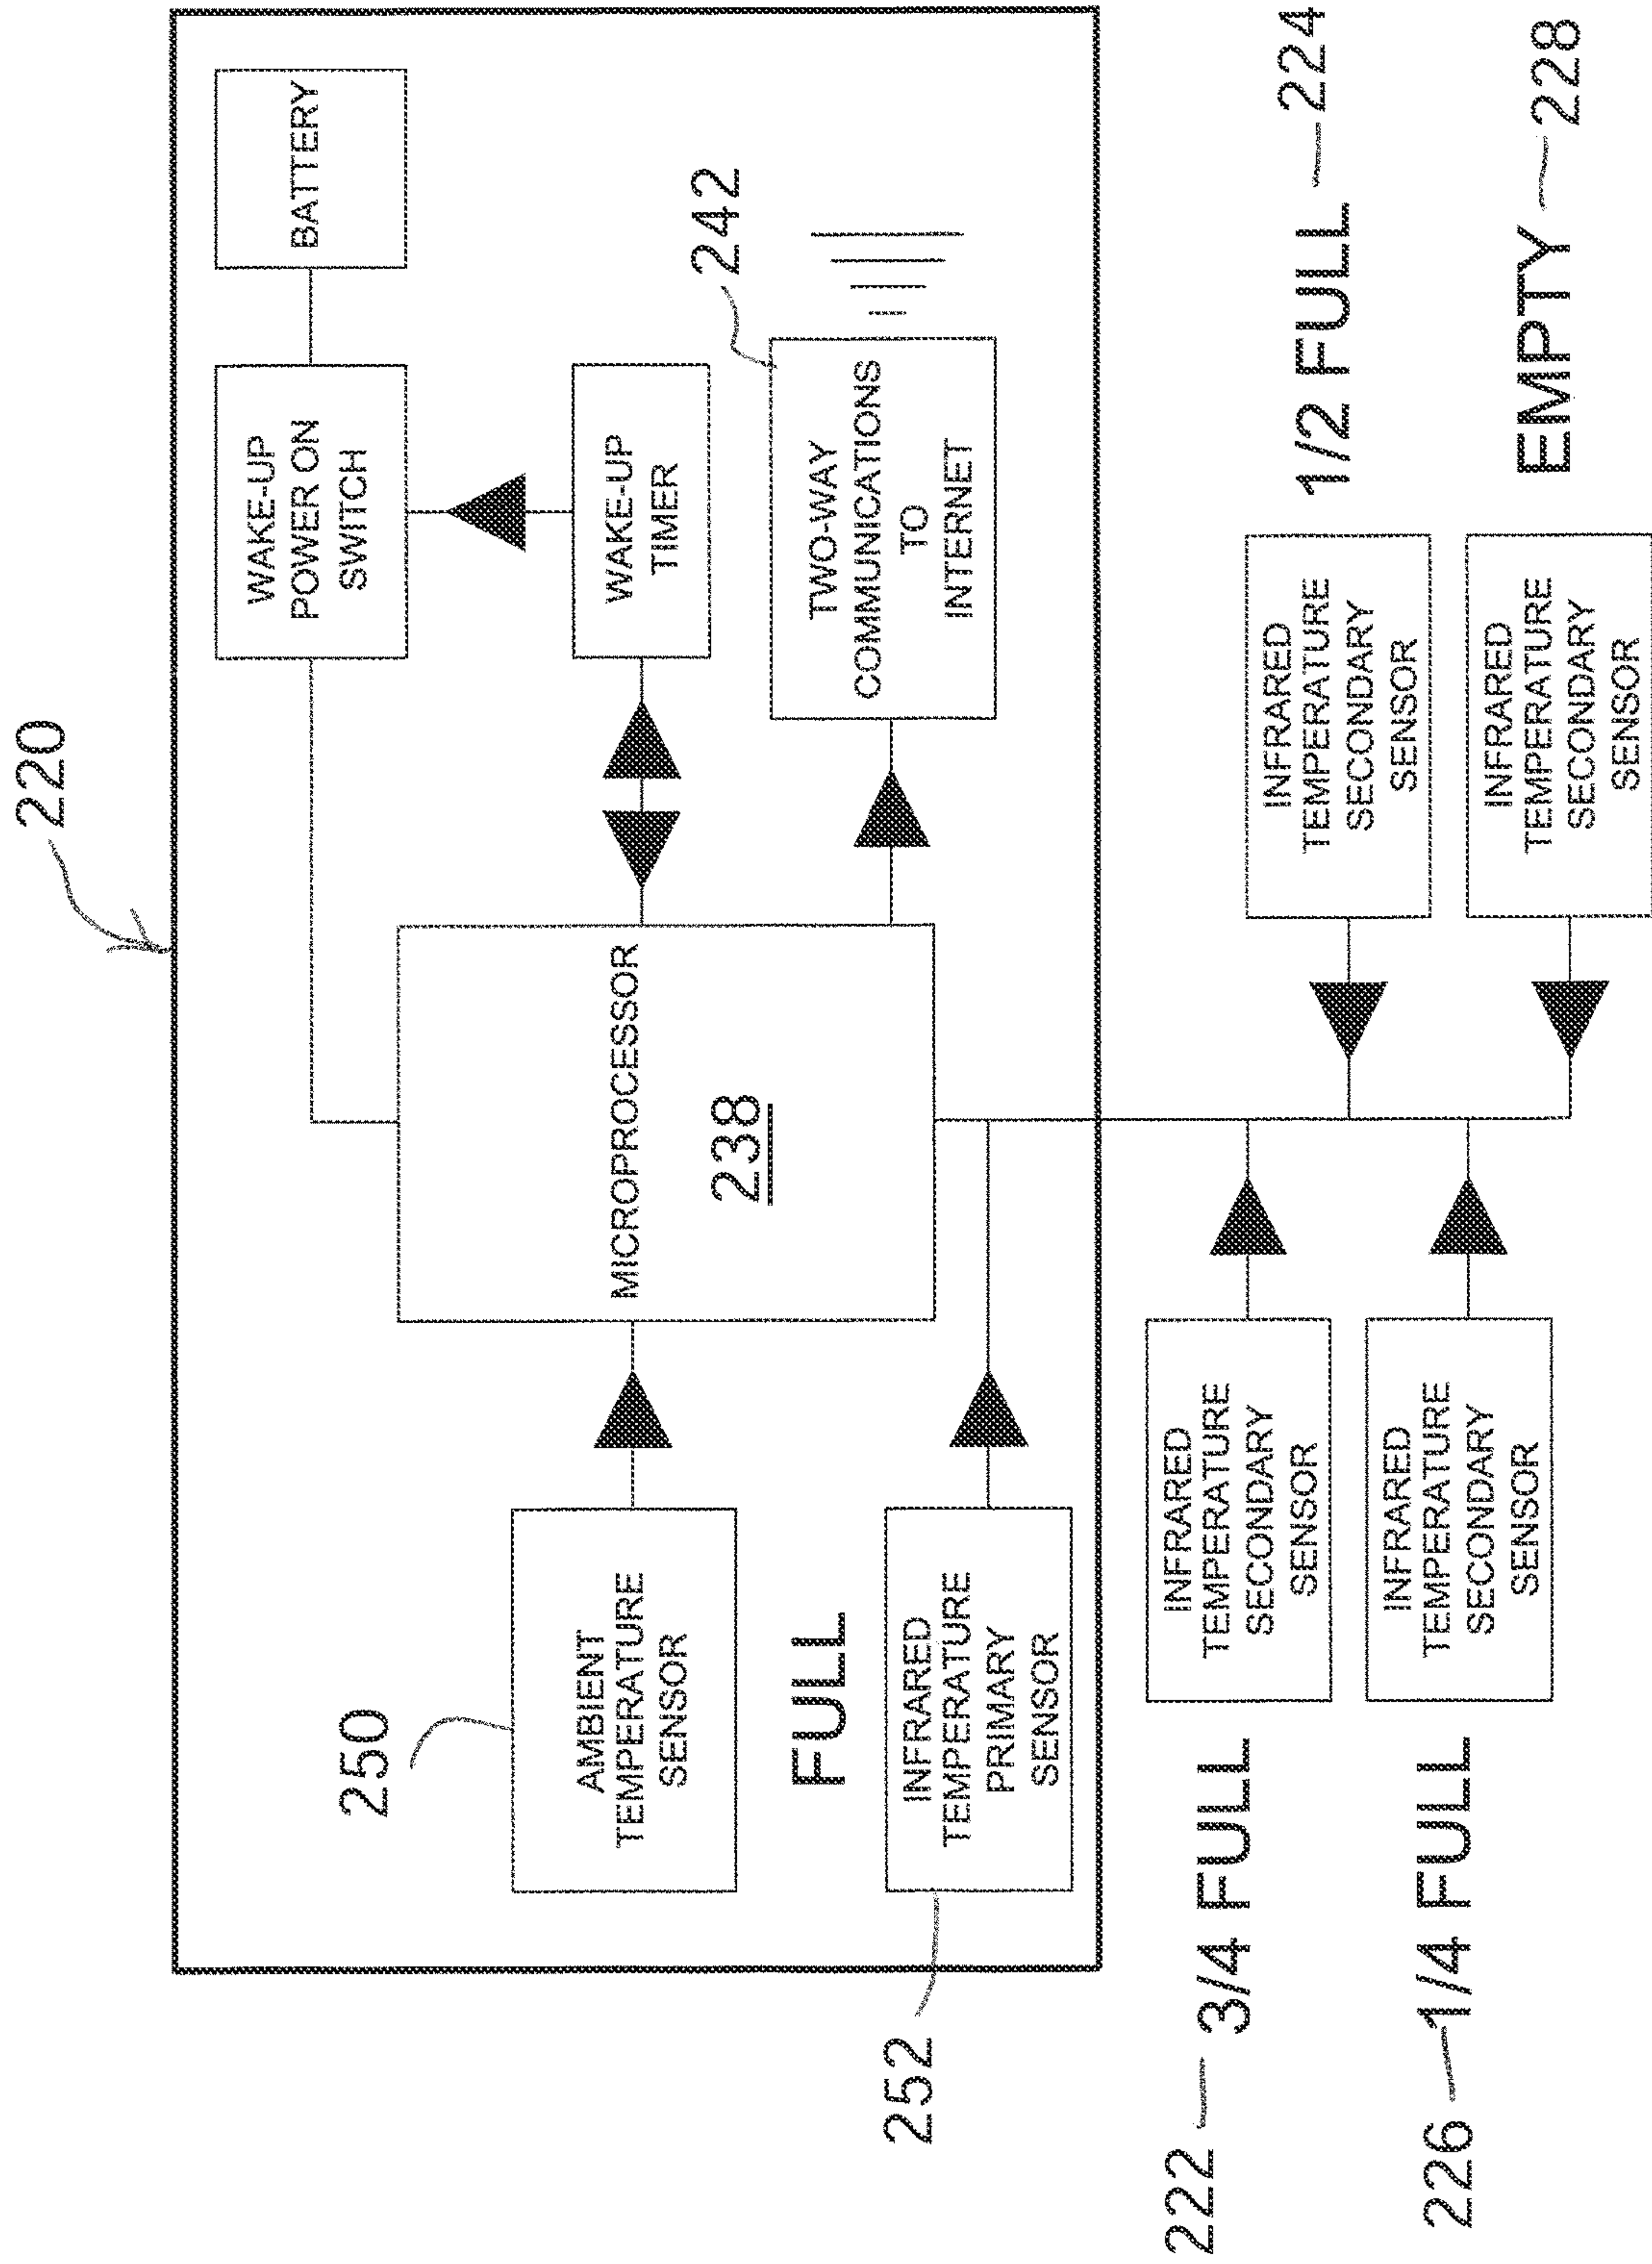 220
BATTERY
WAKE-UP
POWER ON
SWITCH
WAKE-UP
TIMER
242
TWO-WAY
COMMUNICATIONS
TO
INTERNET
MICROPROCESSOR
238
250
AMBIENT
TEMPERATURE
SENSOR
FULL
INFRARED
TEMPERATURE
PRIMARY
SENSOR
252
222
3/4 FULL
INFRARED
TEMPERATURE
SECONDARY
SENSOR
INFRARED
TEMPERATURE
SECONDARY
SENSOR
1/2 FULL
224
226
1/4 FULL
INFRARED
TEMPERATURE
SECONDARY
SENSOR
INFRARED
TEMPERATURE
SECONDARY
SENSOR
EMPTY
228